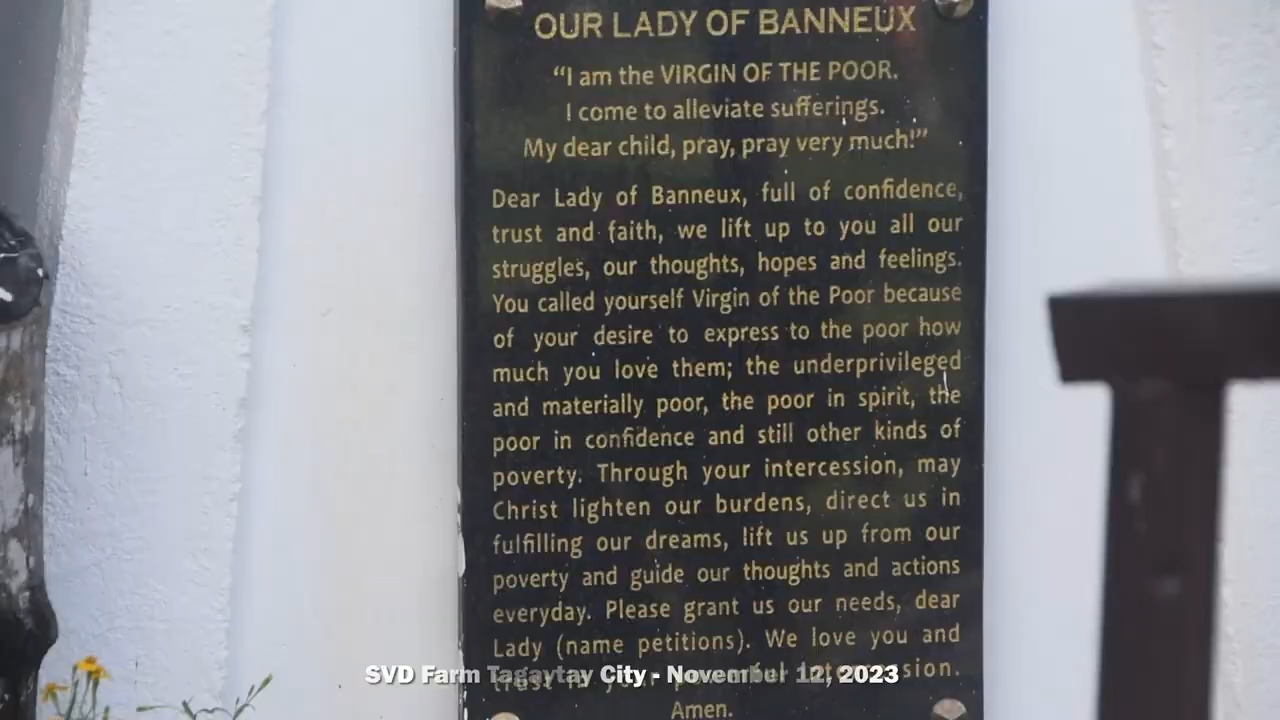 OUR LADY OF BANNEUX
“I am the VIRGIN OF THE POOR.
I come to alleviate sufferings.
My dear child, pray, pray very much!”
Dear Lady of Banneux, full of confidence,
trust and faith, we lift up to you all our
struggles, our thoughts, hopes and feelings.
You called yourself Virgin of the Poor because
of your desire to express to the poor how
much you love them; the underprivileged
and materially poor, the poor in spirit, the
poor in confidence and still other kinds of
poverty. Through your intercession, may
Christ lighten our burdens, direct us in
fulfilling our dreams, lift us up from our
poverty and guide our thoughts and actions
everyday. Please grant us our needs, dear
Lady (name petitions). We love you and
trust in your powerful intercession.
SVD Farm Tagaytay City - November 12, 2023
Amen.